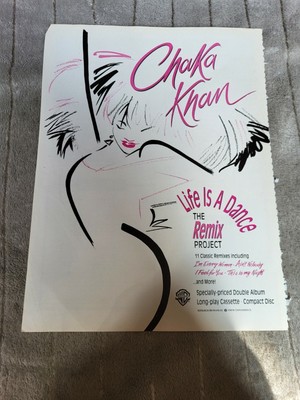 Chaka
Khan
Life Is A Dance
THE
Remix
PROJECT
11 Classic Remixes Including
I'm Every Woman · Ain't Nobody
I Feel for You · This is my Night
...and More!
Specially-priced Double Album
Long-play Cassette Compact Disc